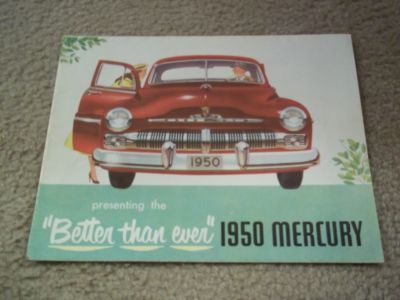 1950
presenting the
"Better than ever" 1950 MERCURY